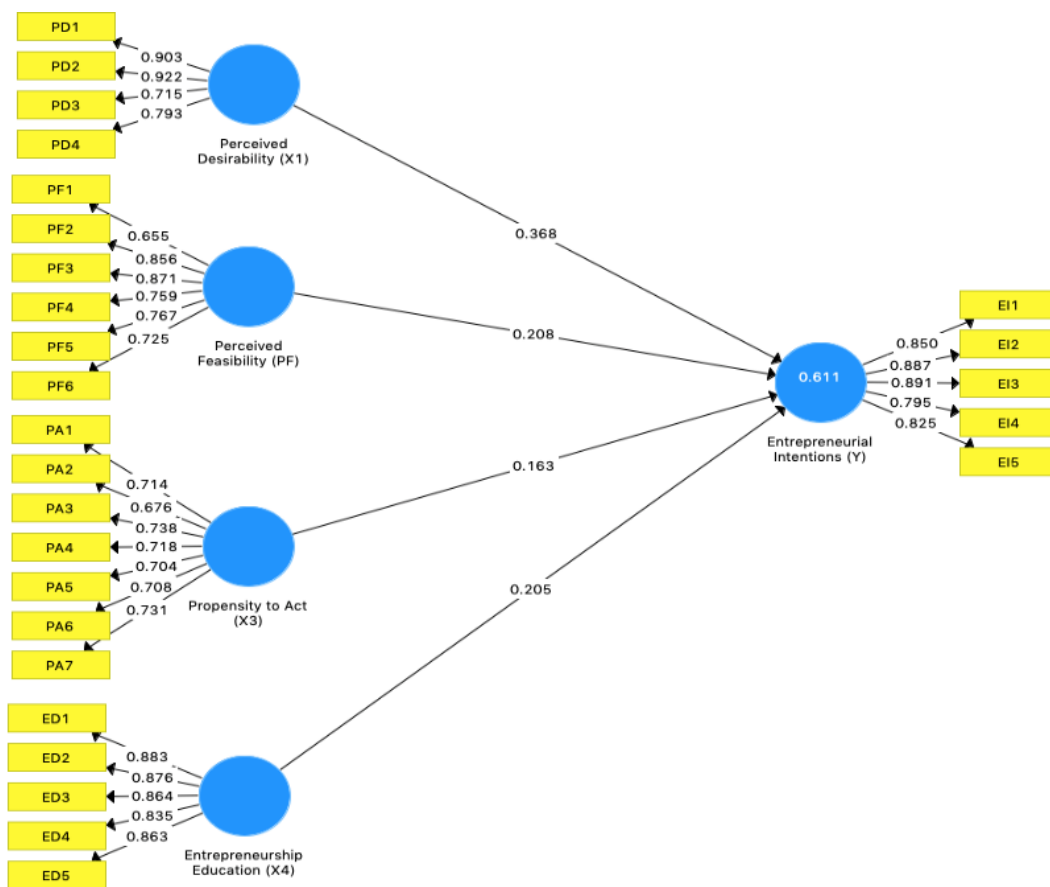 PD1
0.903
PD2
0.922
PD3
0.715
PD4
0.793
Perceived
Desirability (X1)
PF1
0.655
PF2
0.856
PF3
0.871
PF4
0.759
PF5
0.767
PF6
0.725
Perceived
Feasibility (PF)
PA1
0.714
PA2
0.676
PA3
0.738
PA4
0.718
PA5
0.704
PA6
0.708
PA7
0.731
Propensity to Act
(X3)
ED1
0.883
ED2
0.876
ED3
0.864
ED4
0.835
ED5
0.863
Entrepreneurship
Education (X4)
0.368
0.208
0.163
0.205
0.611
Entrepreneurial
Intentions (Y)
EI1
0.850
EI2
0.887
EI3
0.891
EI4
0.795
EI5
0.825